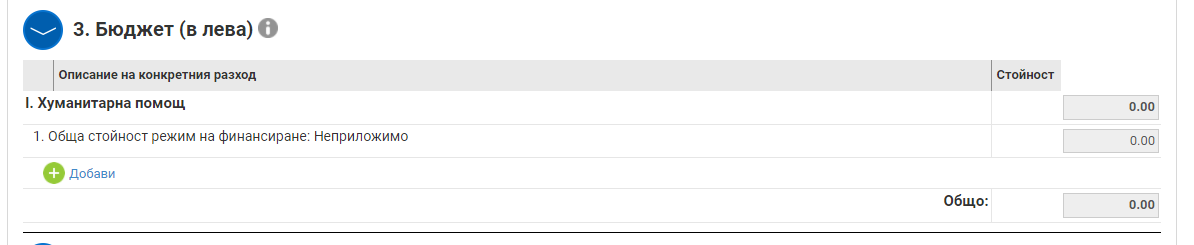 3. Бюджет (в лева)
Описание на конкретния разход Стойност
I. Хуманитарна помощ 0.00
1. Обща стойност режим на финансиране: Неприложимо 0.00
Добави
Общо: 0.00